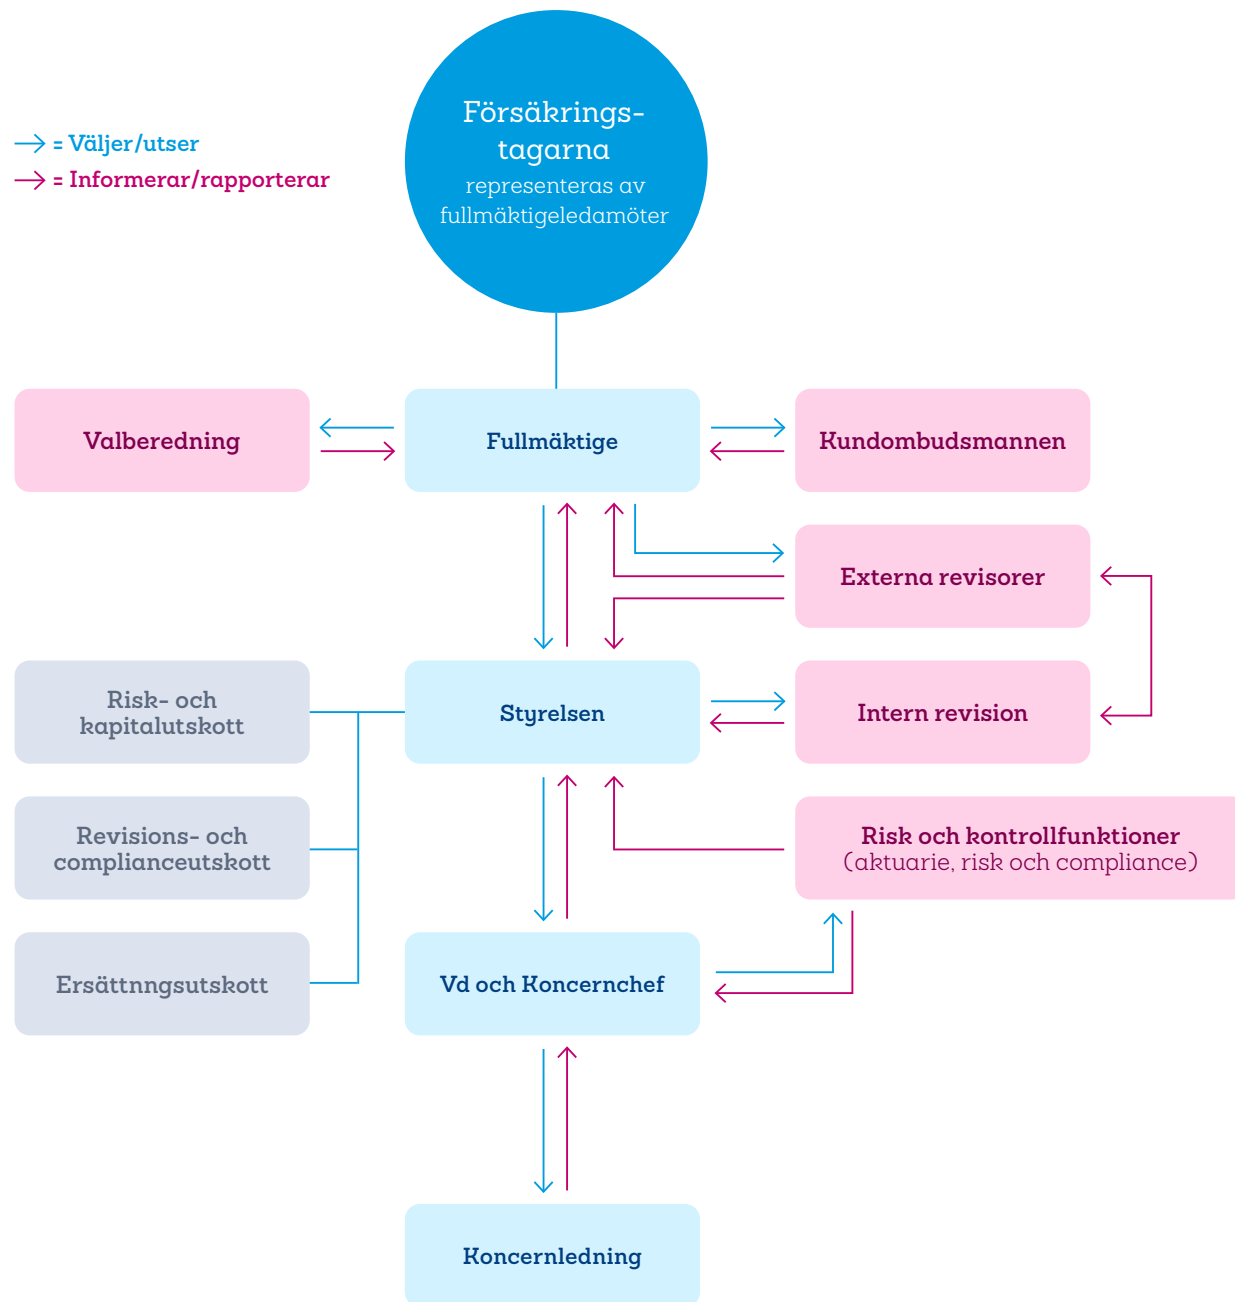 Försäkrings-
tagarna
representeras av
fullmäktigeledamöter
= Väljer/utser
= Informerar/rapporterar
Valberedning
Fullmäktige
Kundombudsmannen
Externa revisorer
Risk- och
kapitalutskott
Styrelsen
Intern revision
Revisions- och
complianceutskott
Risk och kontrollfunktioner
(aktuarie, risk och compliance)
Ersättnngsutskott
Vd och Koncernchef
Koncernledning